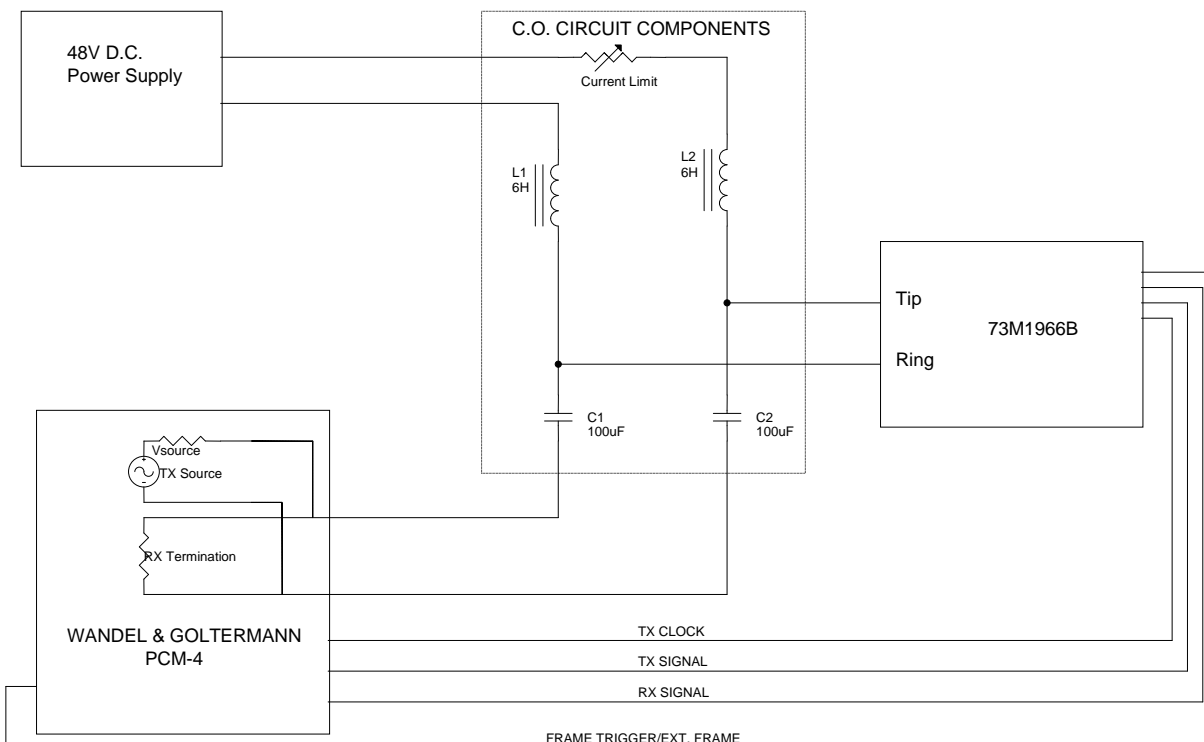 C.O. CIRCUIT COMPONENTS
48V D.C.
Power Supply
Current Limit
L1
6H
L2
6H
Tip
73M1966B
Ring
C1
100uF
C2
100uF
Vsource
TX Source
RX Termination
WANDEL & GOLTERMANN
PCM-4
TX CLOCK
TX SIGNAL
RX SIGNAL
FRAME TRIGGER/EXT. FRAME